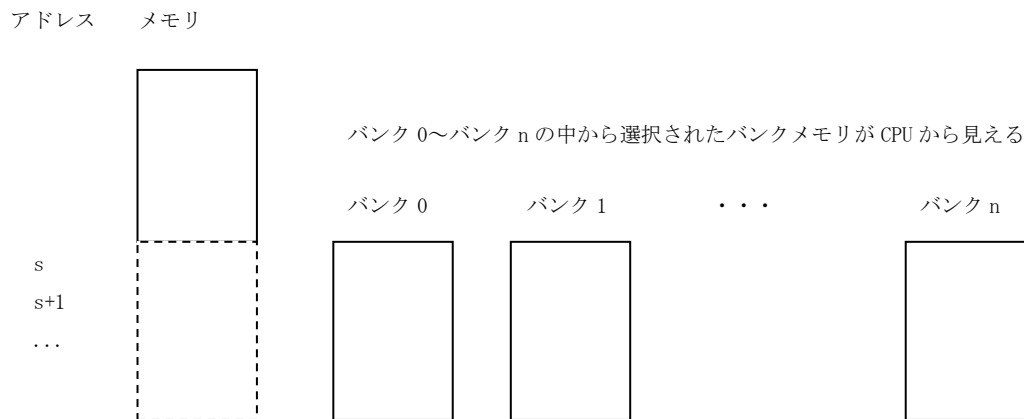 アドレス メモリ
バンク 0～バンク n の中から選択されたバンクメモリが CPU から見える
バンク 0 バンク 1 ・・・ バンク n
s
s+1
...